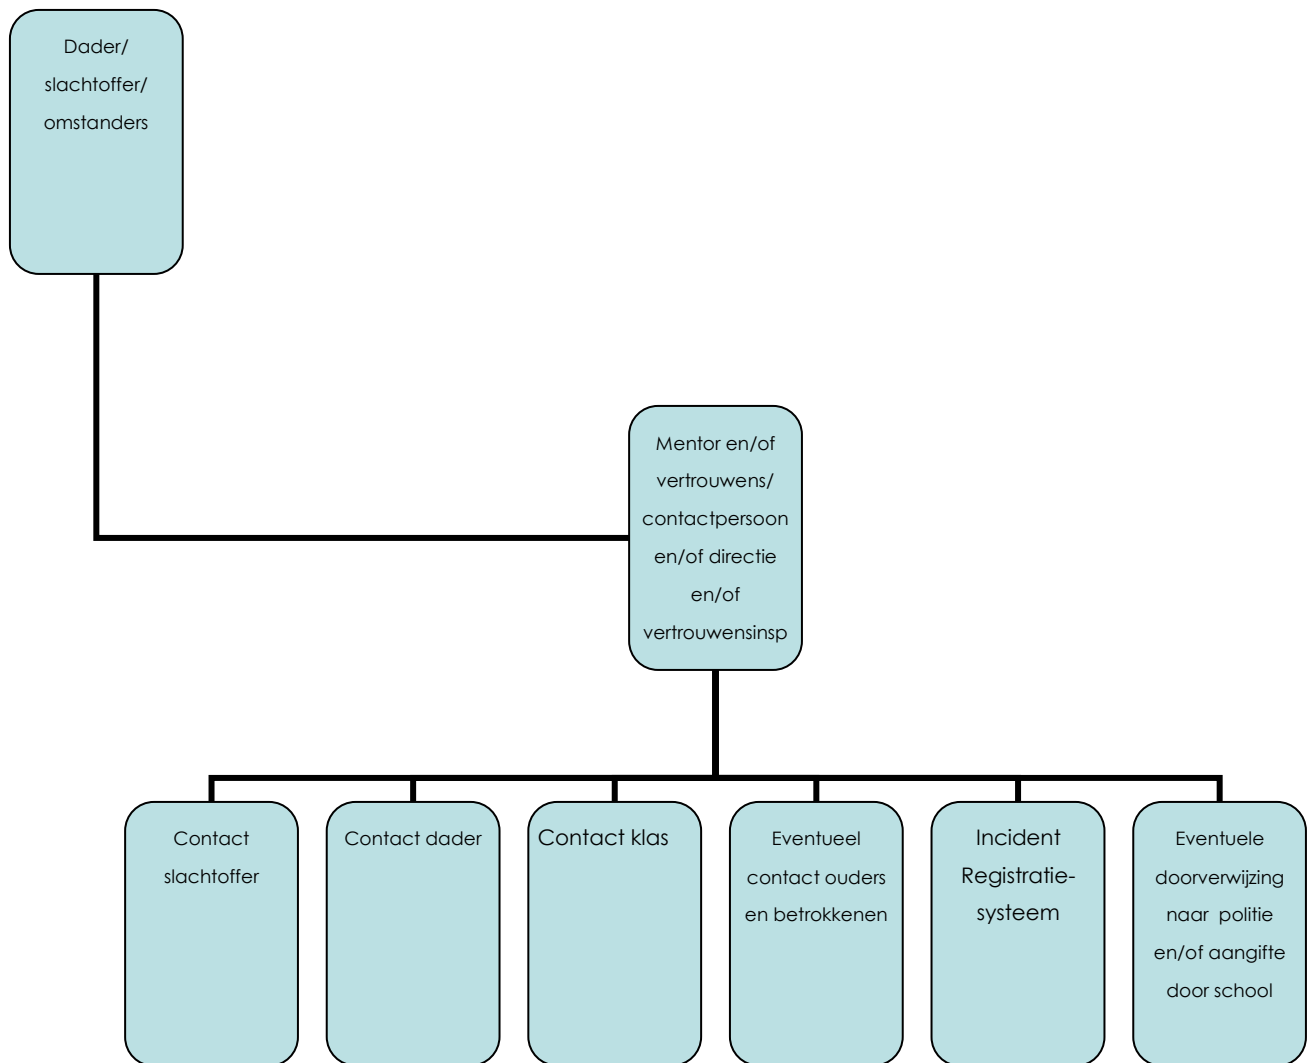 Dader/
slachtoffer/
omstanders
Mentor en/of
vertrouwens/
contactpersoon
en/of directie
en/of
vertrouwensinsp
Contact
slachtoffer
Contact dader
Contact klas
Eventueel
contact ouders
en betrokkenen
Incident
Registratie-
systeem
Eventuele
doorverwijzing
naar politie
en/of aangifte
door school